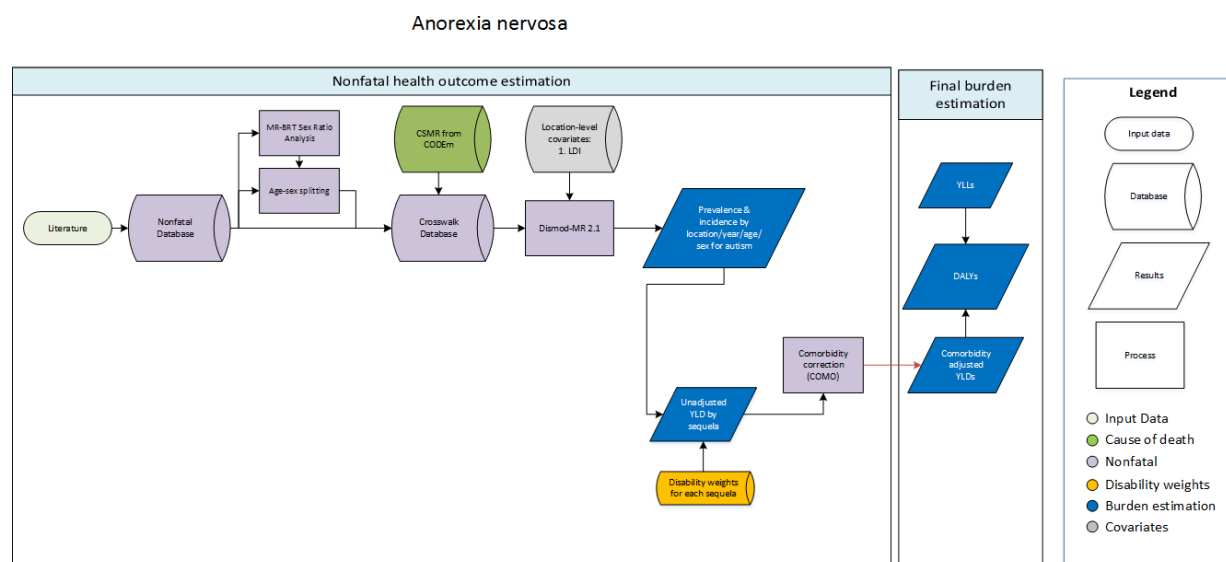 Anorexia nervosa
Nonfatal health outcome estimation
Final burden
estimation
Legend
MR-BRT Sex Ratio
Analysis
Age-sex splitting
CSMR from
CODEm
Location-level
covariates:
1. LDI
Literature
Nonfatal
Database
Crosswalk
Database
Dismod-MR 2.1
Prevalence &
incidence by
location/year/age/
sex for autism
Unadjusted
YLD by
sequela
Disability weights
for each sequela
Comorbidity
correction
(COMO)
YLLs
DALYs
Comorbidity
adjusted
YLDs
Input data
Database
Results
Process
Input Data
Cause of death
Nonfatal
Disability weights
Burden estimation
Covariates